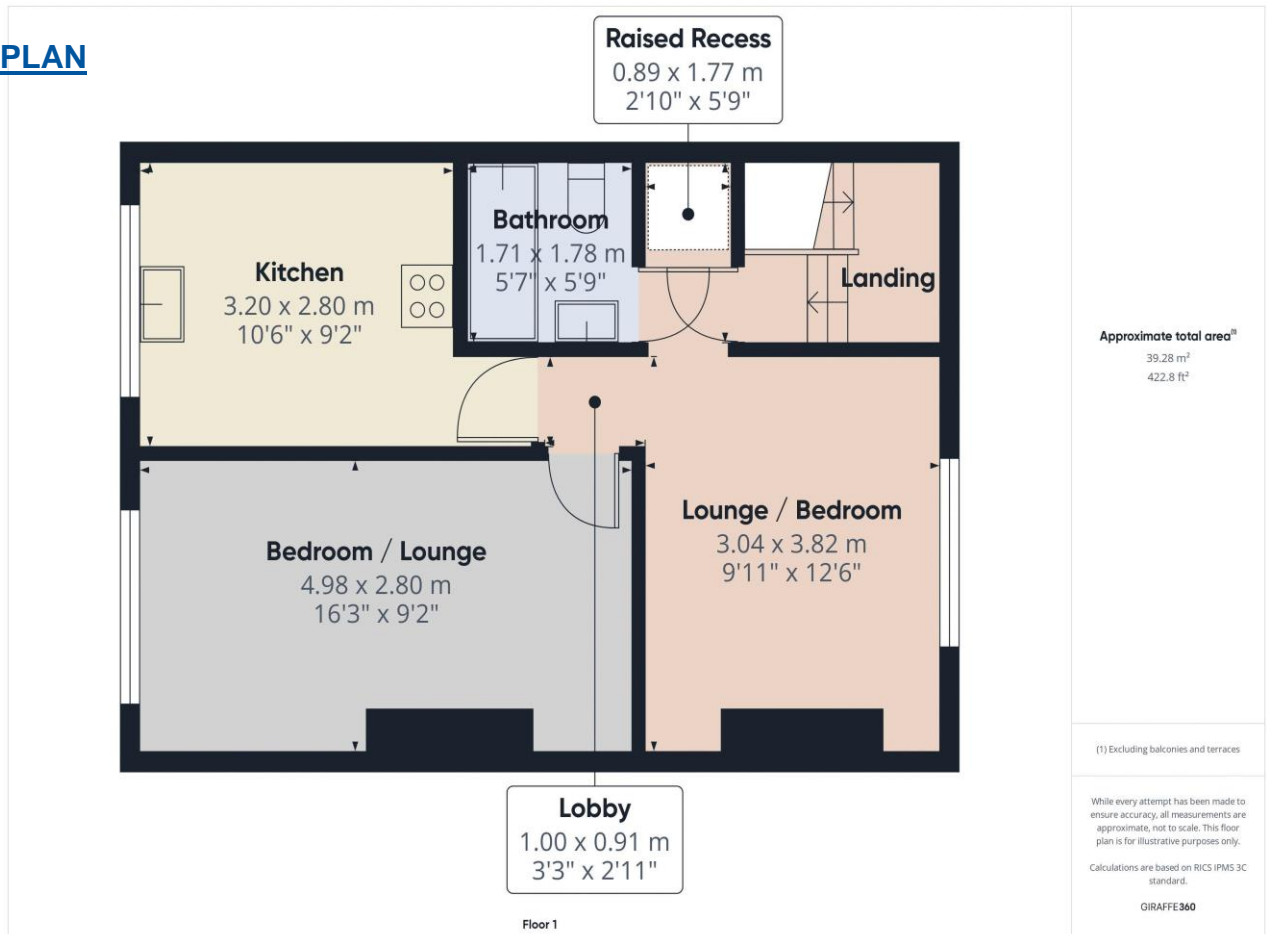 PLAN
Raised Recess
0.89 x 1.77 m
2'10" x 5'9"
Kitchen
3.20 x 2.80 m
10'6" x 9'2"
Bathroom
1.71 x 1.78 m
5'7" x 5'9"
Landing
Bedroom / Lounge
4.98 x 2.80 m
16'3" x 9'2"
Lounge / Bedroom
3.04 x 3.82 m
9'11" x 12'6"
Lobby
1.00 x 0.91 m
3'3" x 2'11"
Floor 1
Approximate total area⁽¹⁾
39.28 m²
422.8 ft²
(1) Excluding balconies and terraces
While every attempt has been made to
ensure accuracy, all measurements are
approximate, not to scale. This floor
plan is for illustrative purposes only.
Calculations are based on RICS IPMS 3C
standard.
GIRAFFE360